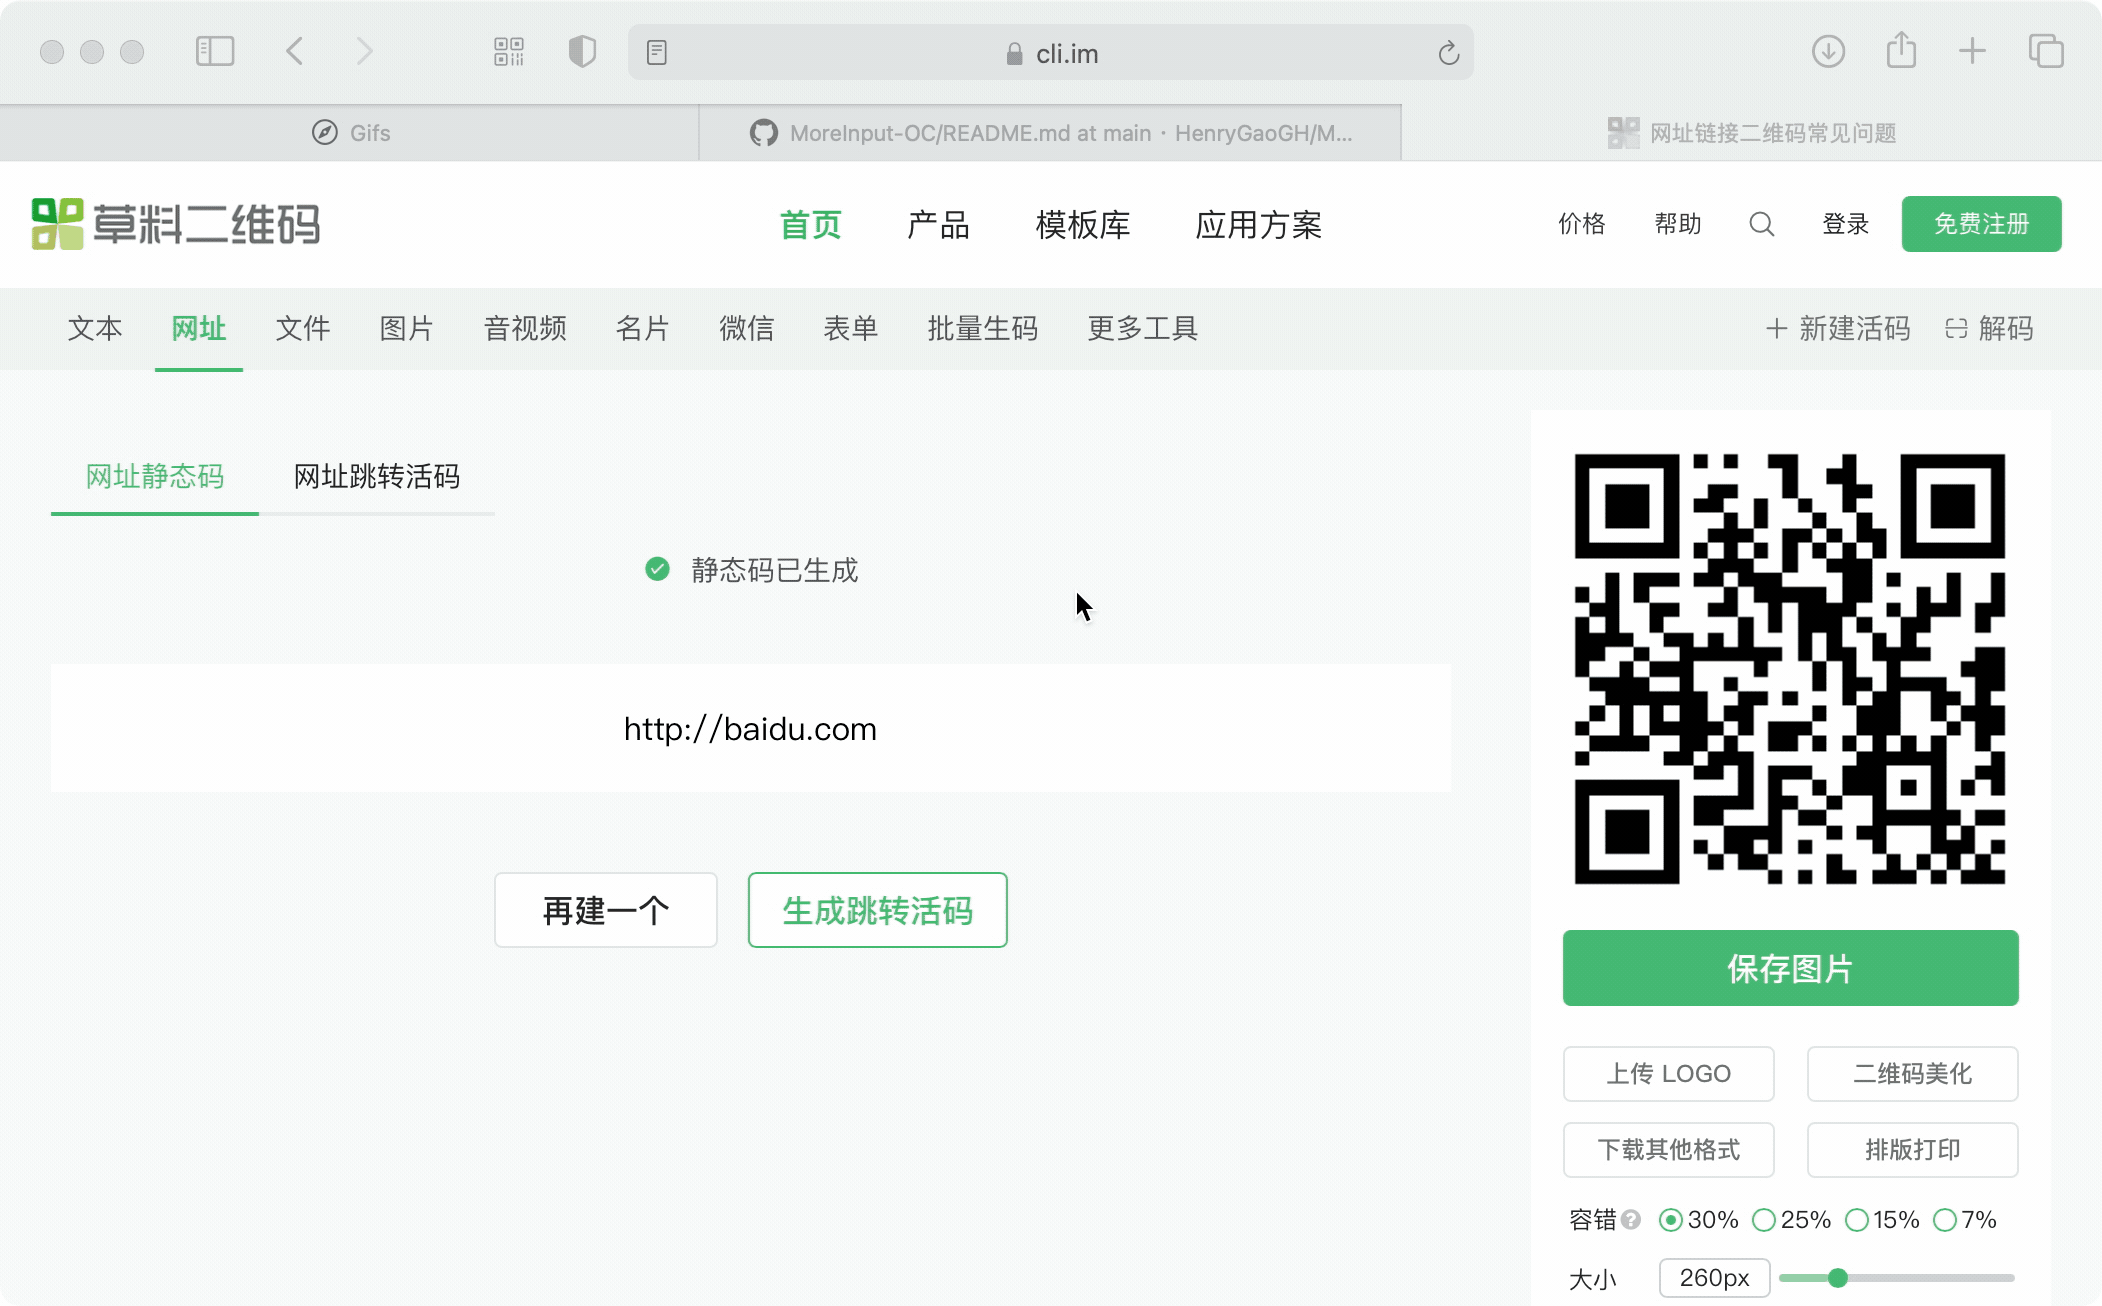 cli.im
Gifs
MoreInput-OC/README.md at main · HenryGaoGH/M...
网址链接二维码常见问题
草料二维码
首页 产品 模板库 应用方案
价格 帮助 登录 免费注册
文本 网址 文件 图片 音视频 名片 微信 表单 批量生码 更多工具
新建活码 解码
网址静态码 网址跳转活码
静态码已生成
http://baidu.com
再建一个 生成跳转活码
保存图片
上传 LOGO 二维码美化
下载其他格式 排版打印
容错 ? 30% 25% 15% 7%
大小 260px